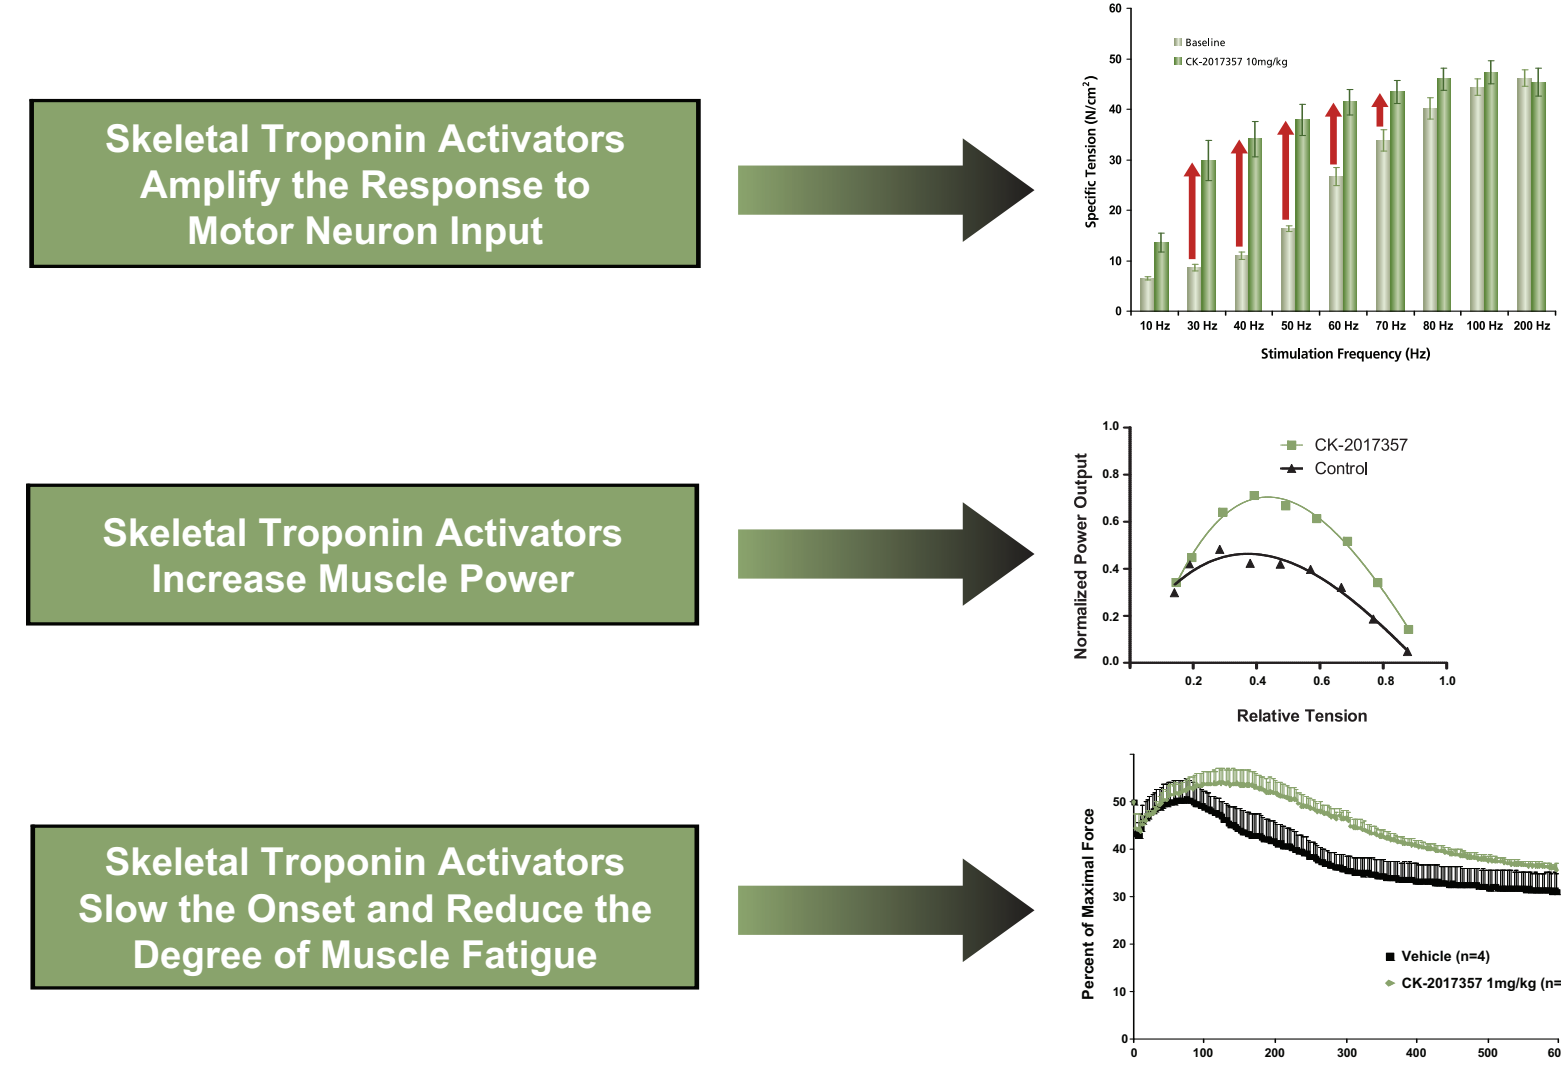 Skeletal Troponin Activators
Amplify the Response to
Motor Neuron Input
60
50
40
30
20
10
0
Specific Tension (N/cm²)
Baseline
CK-2017357 10mg/kg
10 Hz 30 Hz 40 Hz 50 Hz 60 Hz 70 Hz 80 Hz 100 Hz 200 Hz
Stimulation Frequency (Hz)
Skeletal Troponin Activators
Increase Muscle Power
1.0
0.8
0.6
0.4
0.2
0.0
Normalized Power Output
CK-2017357
Control
0.2 0.4 0.6 0.8 1.0
Relative Tension
Skeletal Troponin Activators
Slow the Onset and Reduce the
Degree of Muscle Fatigue
50
40
30
20
10
0
Percent of Maximal Force
Vehicle (n=4)
CK-2017357 1mg/kg (n=
0 100 200 300 400 500 60